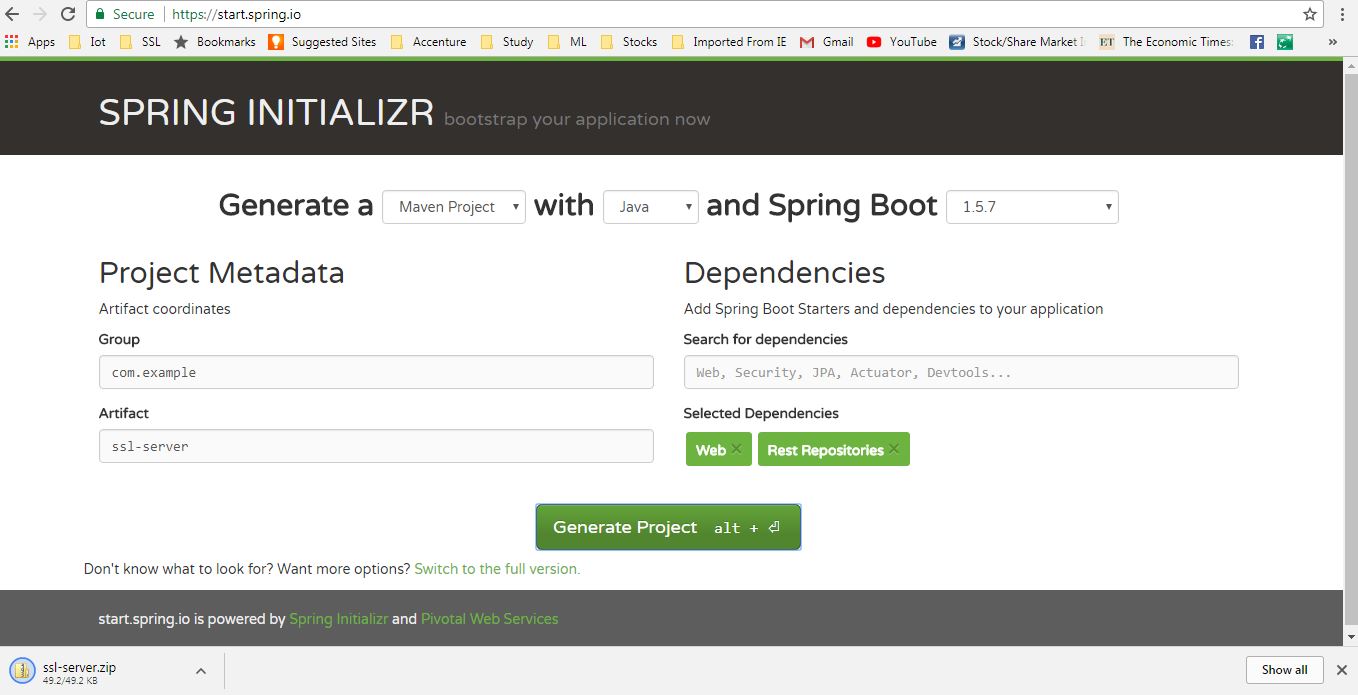 Secure https://start.spring.io
Apps Iot SSL Bookmarks Suggested Sites Accenture Study ML Stocks Imported From IE Gmail YouTube Stock/Share Market I ET The Economic Times: »
SPRING INITIALIZR bootstrap your application now
Generate a Maven Project with Java and Spring Boot 1.5.7
Project Metadata
Artifact coordinates
Group
com.example
Artifact
ssl-server
Dependencies
Add Spring Boot Starters and dependencies to your application
Search for dependencies
Web, Security, JPA, Actuator, Devtools...
Selected Dependencies
Web × Rest Repositories ×
Generate Project alt + ⏎
Don't know what to look for? Want more options? Switch to the full version.
start.spring.io is powered by Spring Initializr and Pivotal Web Services
ssl-server.zip
49.2/49.2 KB
Show all